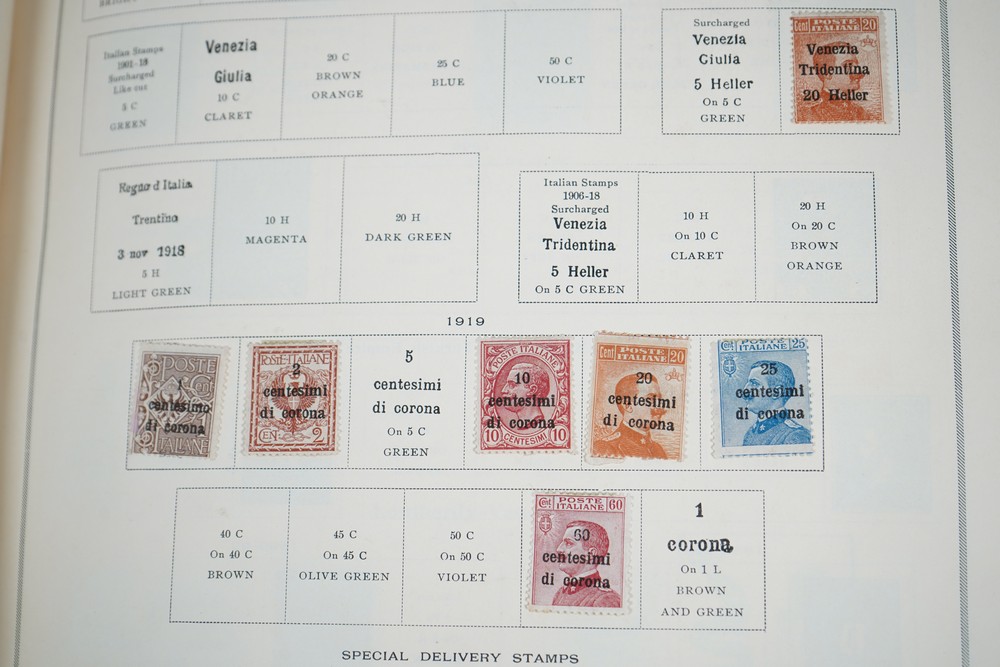 Italian Stamps
1901-18
Surcharged
Like cut
5 C
GREEN
Venezia
Giulia
10 C
CLARET
20 C
BROWN
ORANGE
25 C
BLUE
50 C
VIOLET
Surcharged
Venezia
Giulia
5 Heller
On 5 C
GREEN
Cent POSTE 20
ITALIANE
Venezia
Tridentina
20 Heller
Regno d Italia
Trentino
3 nov 1918
5 H
LIGHT GREEN
10 H
MAGENTA
20 H
DARK GREEN
Italian Stamps
1906-18
Surcharged
Venezia
Tridentina
5 Heller
On 5 C GREEN
10 H
On 10 C
CLARET
20 H
On 20 C
BROWN
ORANGE
1919
POSTE
1
centesimo
di corona
ITALIANE
POSTE ITALIANE
2
centesimi
di corona
CEN 2
5
centesimi
di corona
On 5 C
GREEN
POSTE ITALIANE
10
centesimi
di corona
10 CENTESIMI 10
Cent POSTE 20
ITALIANE
20
centesimi
di corona
Ct POSTE 25
ITALIANE
25
centesimi
di corona
40 C
On 40 C
BROWN
45 C
On 45 C
OLIVE GREEN
50 C
On 50 C
VIOLET
Cent POSTE 60
ITALIANE
60
centesimi
di corona
1
corona
On 1 L
BROWN
AND GREEN
SPECIAL DELIVERY STAMPS